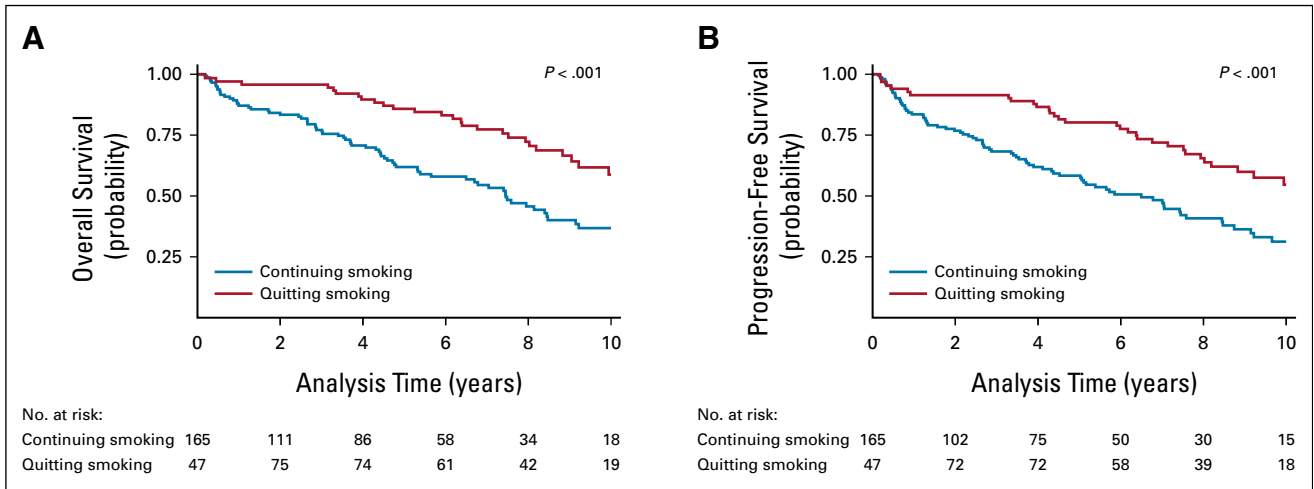 A
Overall Survival
(probability)
1.00
0.75
0.50
0.25
P < .001
Continuing smoking
Quitting smoking
0 2 4 6 8 10
Analysis Time (years)
No. at risk:
Continuing smoking 165 111 86 58 34 18
Quitting smoking 47 75 74 61 42 19
B
Progression-Free Survival
(probability)
1.00
0.75
0.50
0.25
P < .001
Continuing smoking
Quitting smoking
0 2 4 6 8 10
Analysis Time (years)
No. at risk:
Continuing smoking 165 102 75 50 30 15
Quitting smoking 47 72 72 58 39 18